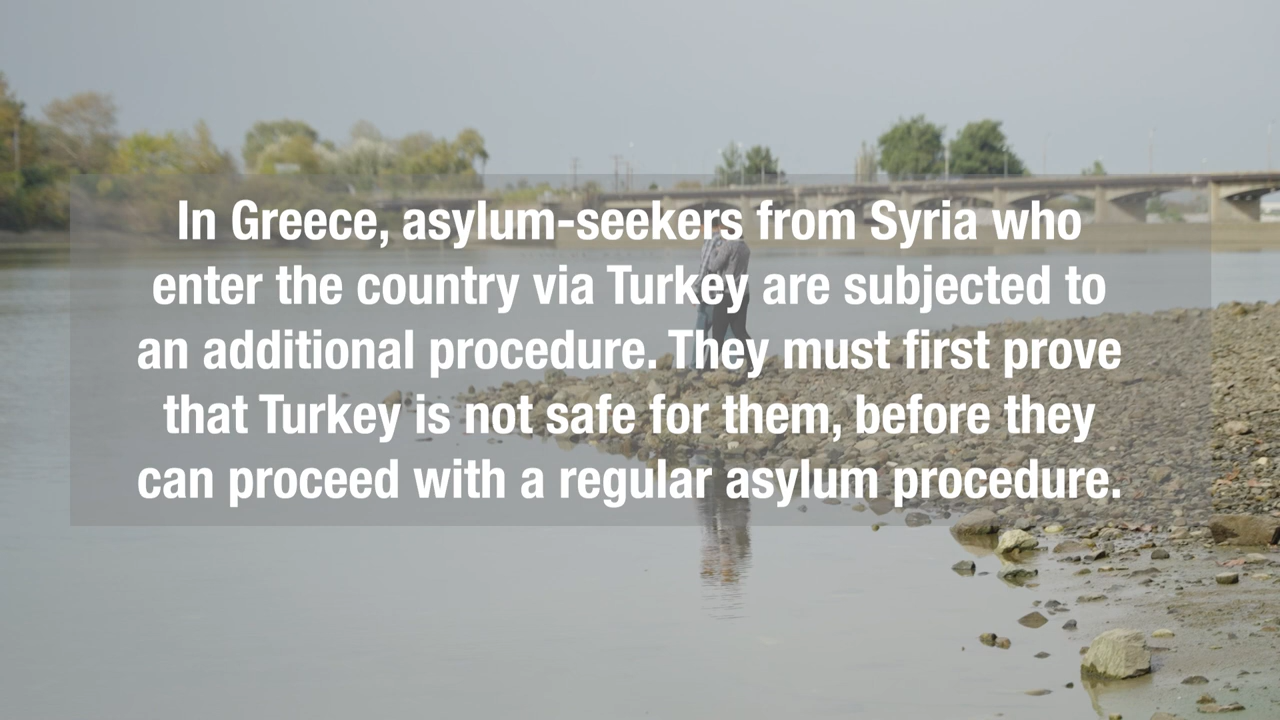 In Greece, asylum-seekers from Syria who
enter the country via Turkey are subjected to
an additional procedure. They must first prove
that Turkey is not safe for them, before they
can proceed with a regular asylum procedure.